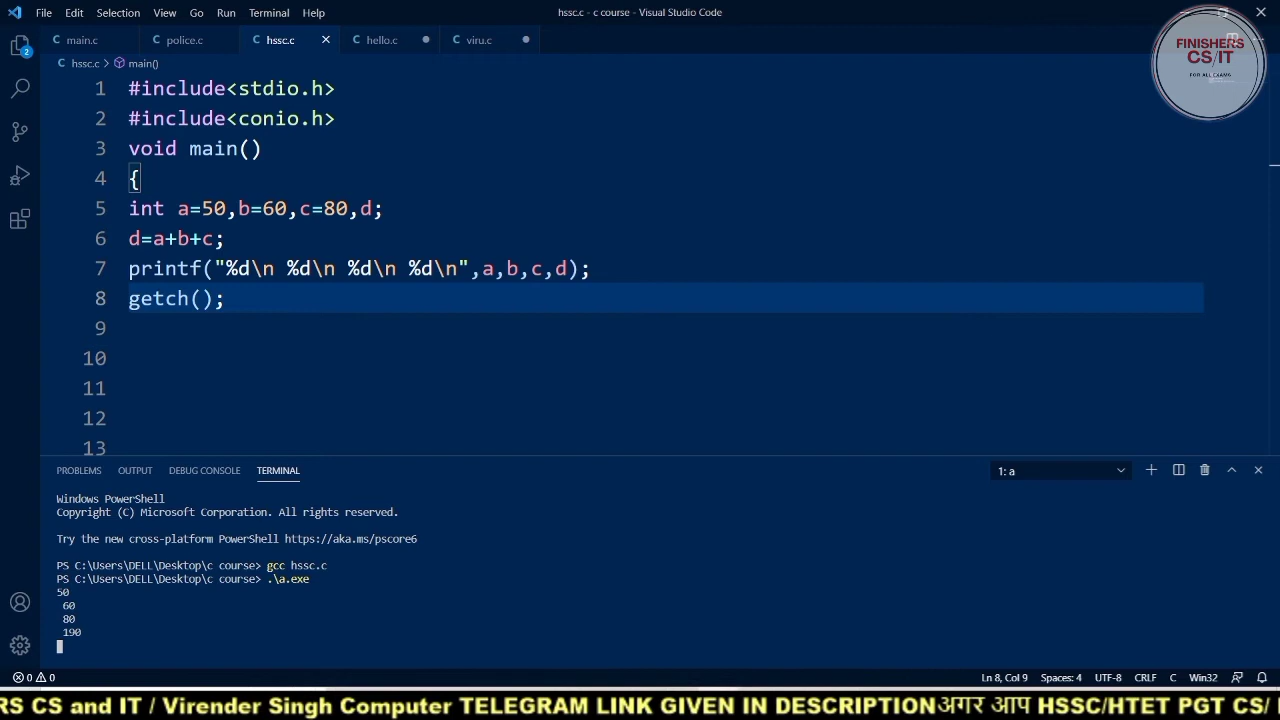 File Edit Selection View Go Run Terminal Help
hssc.c - c course - Visual Studio Code
main.c
police.c
hssc.c
hello.c
viru.c
FINISHERS
CS/IT
FOR ALL EXAMS
2
hssc.c > main()
1 #include<stdio.h>
2 #include<conio.h>
3 void main()
4 {
5 int a=50,b=60,c=80,d;
6 d=a+b+c;
7 printf("%d\n %d\n %d\n %d\n",a,b,c,d);
8 getch();
9
10
11
12
13
PROBLEMS OUTPUT DEBUG CONSOLE TERMINAL
1: a
Windows PowerShell
Copyright (C) Microsoft Corporation. All rights reserved.
Try the new cross-platform PowerShell https://aka.ms/pscore6
PS C:\Users\DELL\Desktop\c course> gcc hssc.c
PS C:\Users\DELL\Desktop\c course> .\a.exe
50
60
80
190
0 0
Ln 8, Col 9 Spaces: 4 UTF-8 CRLF C Win32
RS CS and IT / Virender Singh Computer TELEGRAM LINK GIVEN IN DESCRIPTIONअगर आप HSSC/HTET PGT CS/